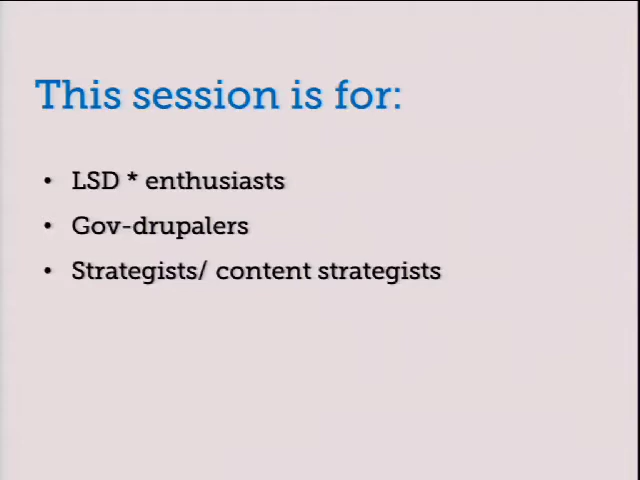 This session is for:
• LSD * enthusiasts
• Gov-drupalers
• Strategists/ content strategists